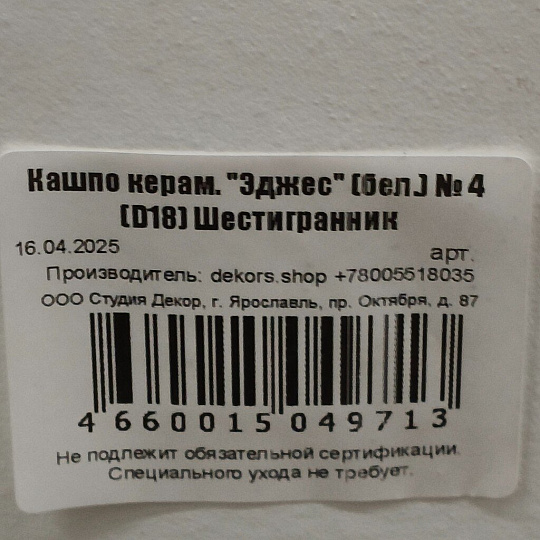 Кашпо керам. "Эджес" (бел.) № 4
(D18) Шестигранник
16.04.2025
арт.
Производитель: dekors.shop +78005518035
ООО Студия Декор, г. Ярославль, пр. Октября, д. 87
4 660015 049713
Не подлежит обязательной сертификации.
Специального ухода не требует.